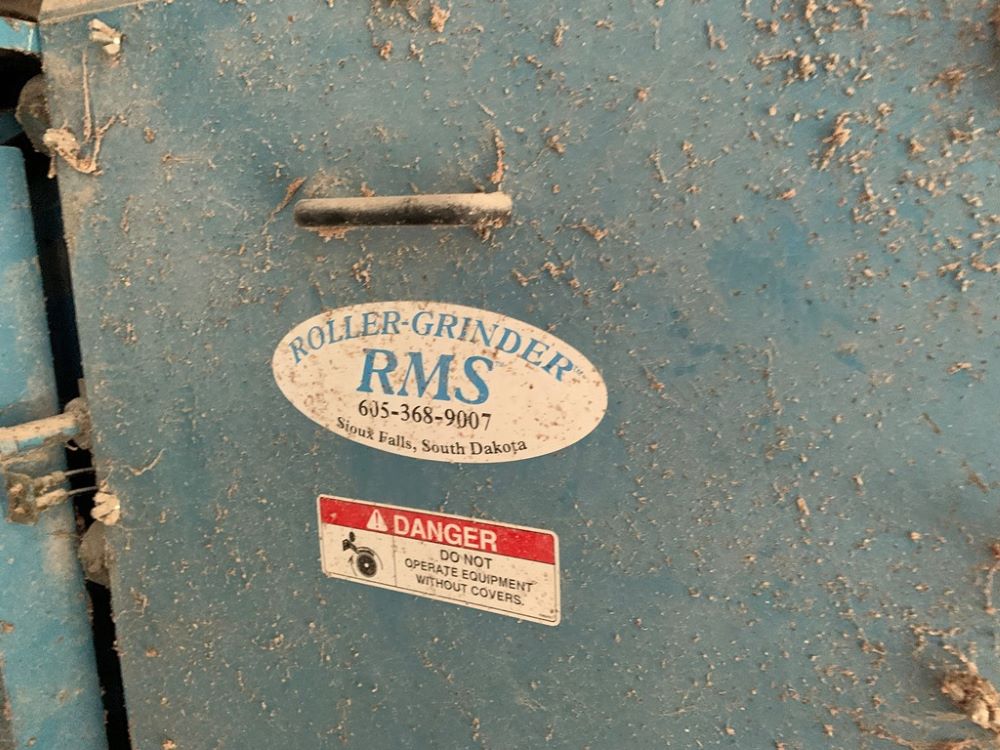 ROLLER-GRINDER™
RMS
605-368-9007
Sioux Falls, South Dakota
DANGER
DO NOT
OPERATE EQUIPMENT
WITHOUT COVERS.